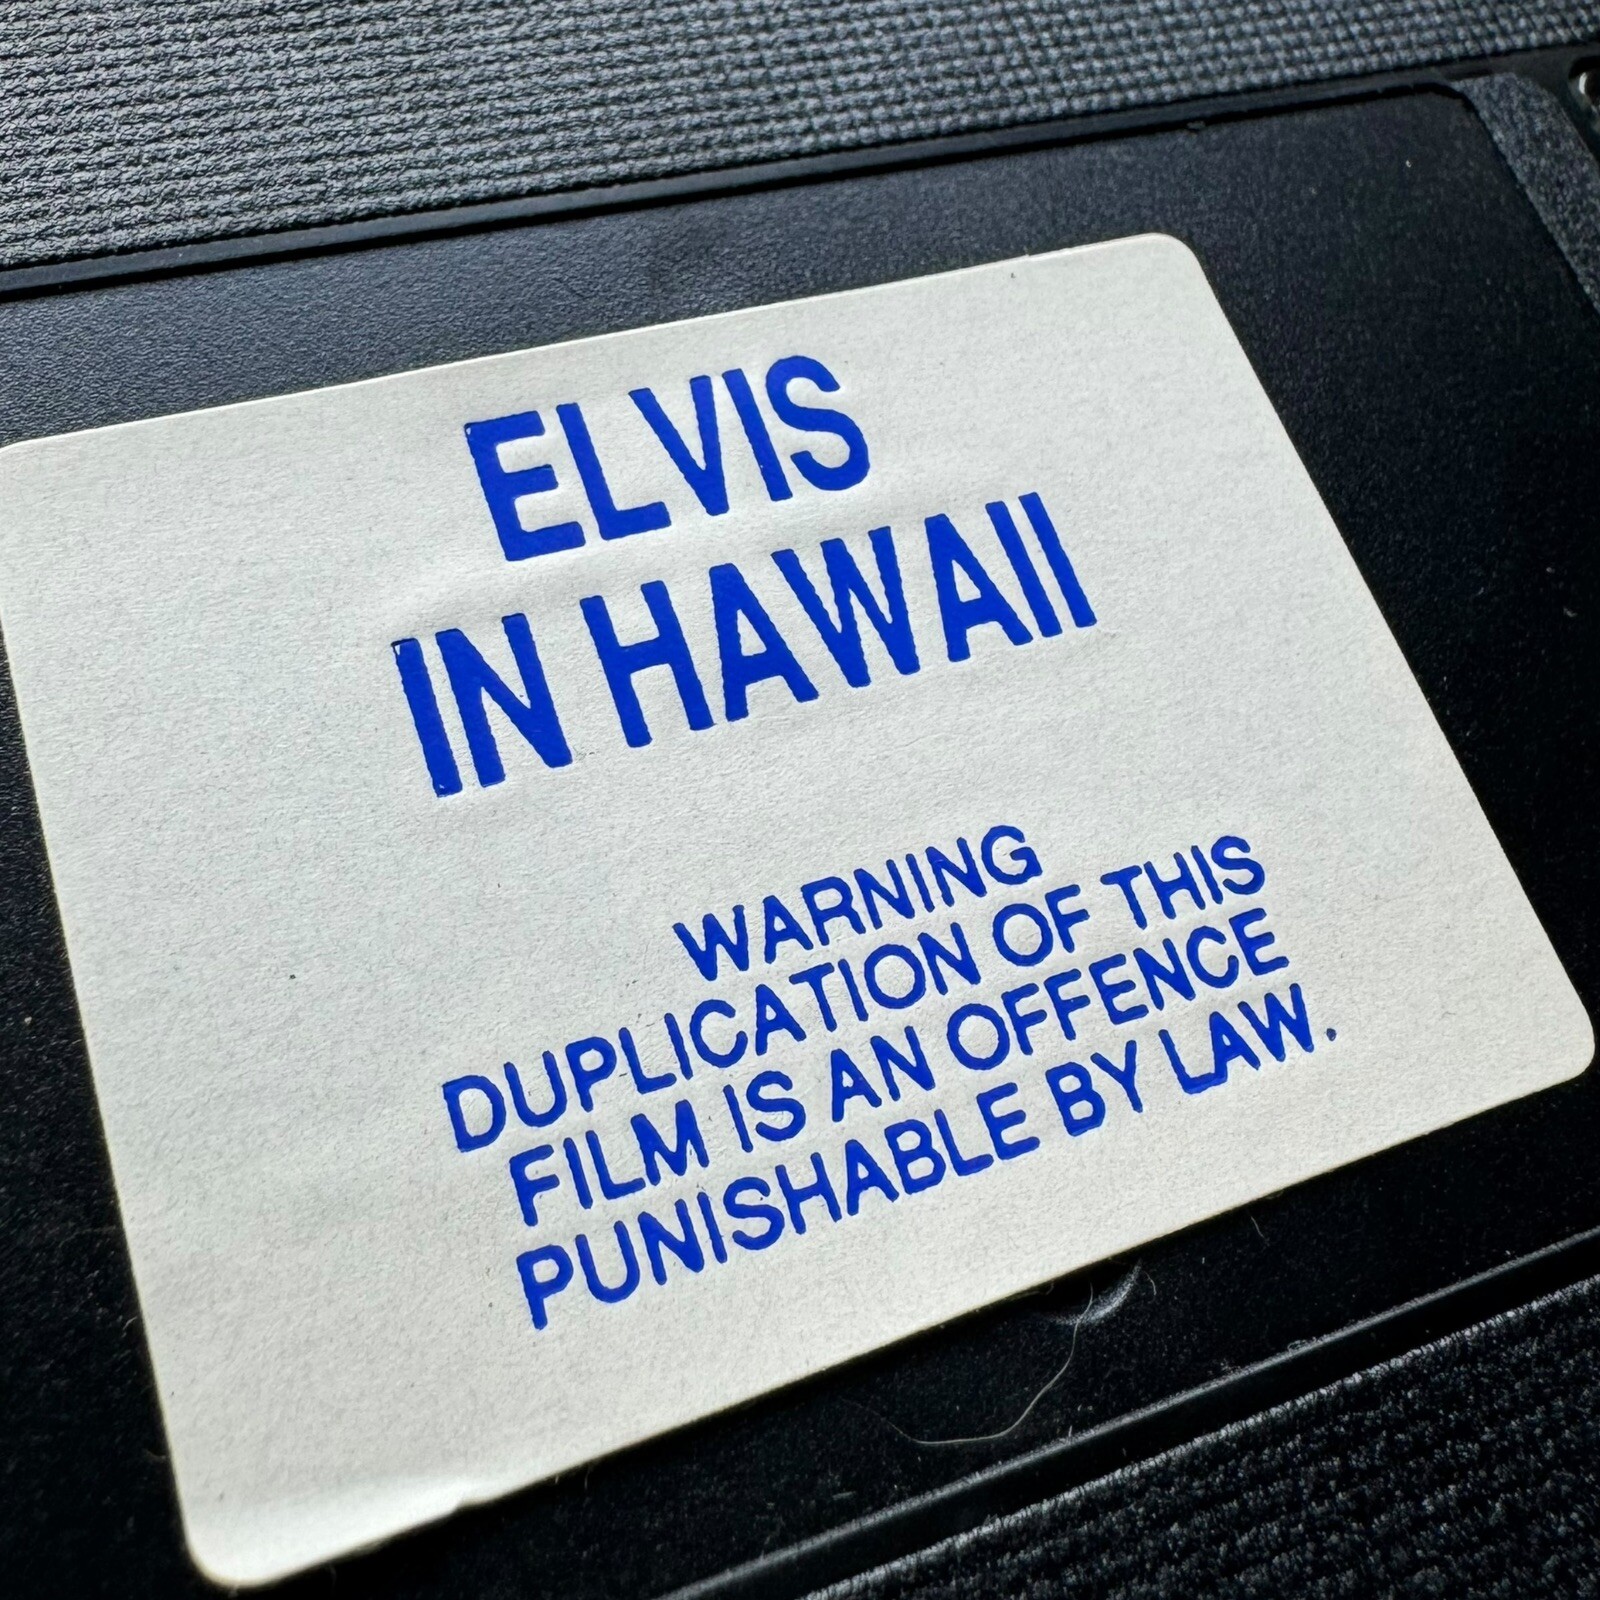 ELVIS
IN HAWAII
WARNING
DUPLICATION OF THIS
FILM IS AN OFFENCE
PUNISHABLE BY LAW.